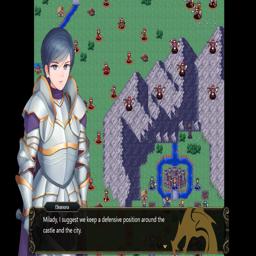 Eleanora
Milady, I suggest we keep a defensive position around the
castle and the city.